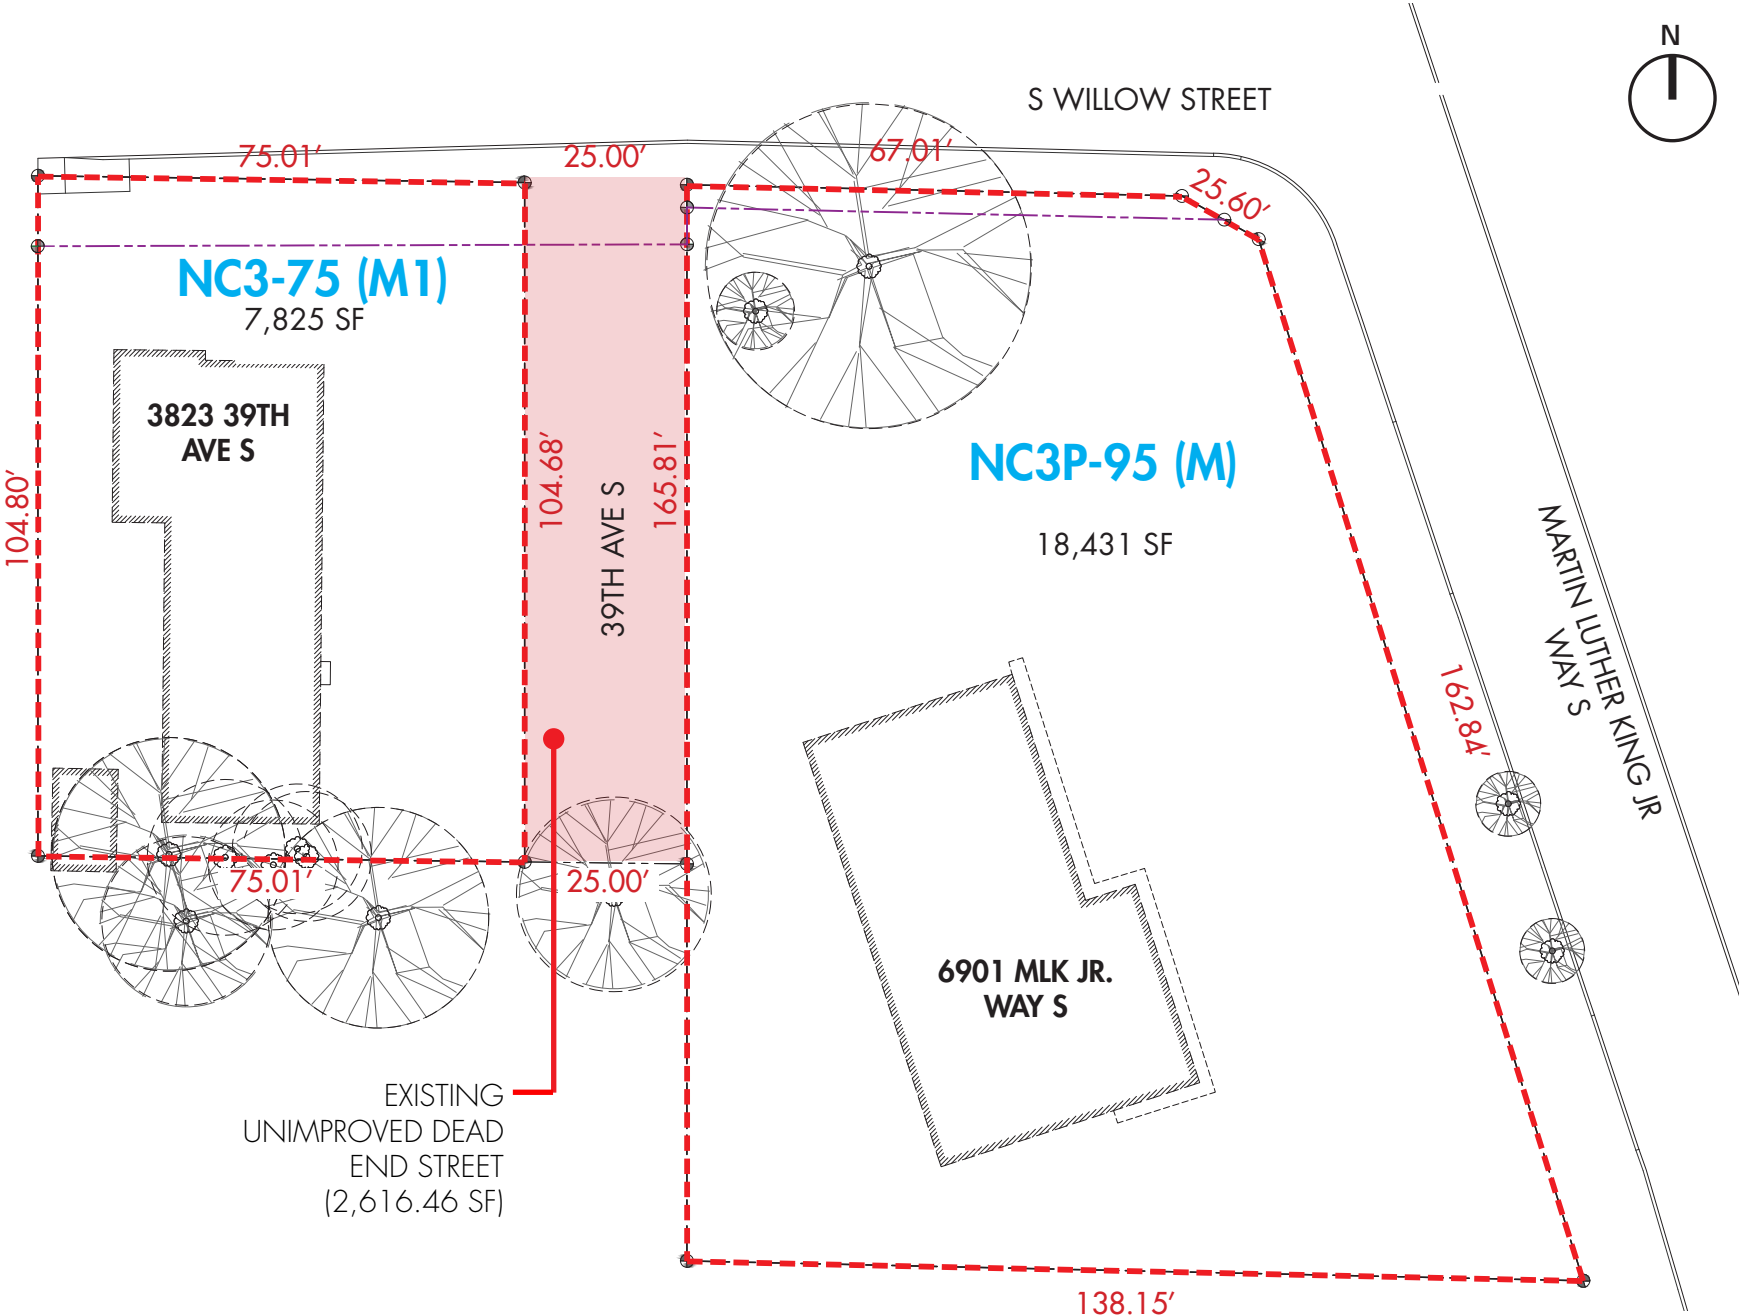 N
S WILLOW STREET
75.01'
25.00'
67.01'
25.60'
NC3-75 (M1)
7,825 SF
3823 39TH
AVE S
104.80'
104.68'
39TH AVE S
165.81'
NC3P-95 (M)
18,431 SF
MARTIN LUTHER KING JR
WAY S
162.84'
75.01'
25.00'
6901 MLK JR.
WAY S
EXISTING
UNIMPROVED DEAD
END STREET
(2,616.46 SF)
138.15'